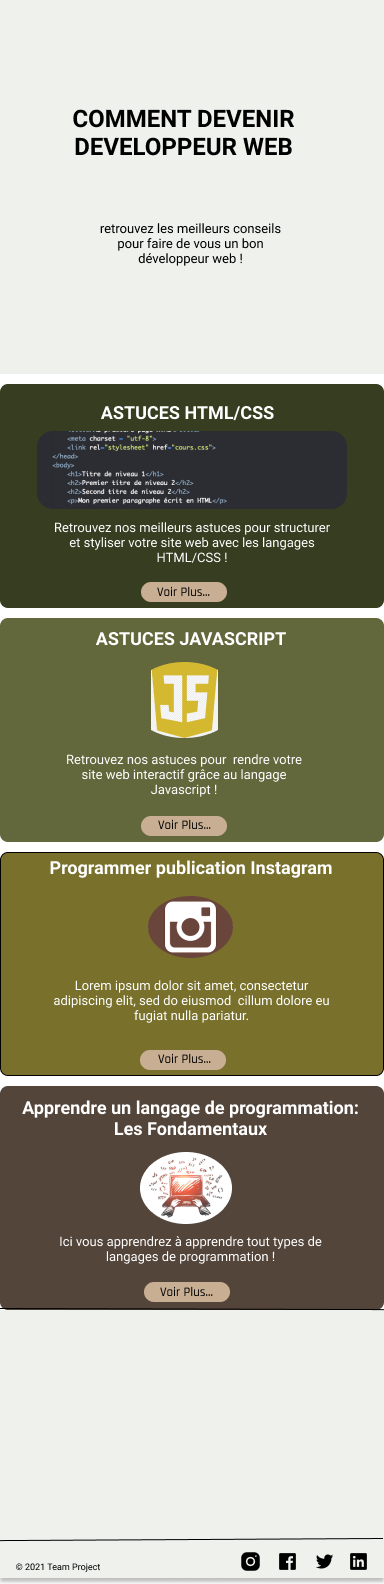 COMMENT DEVENIR
DEVELOPPEUR WEB
retrouvez les meilleurs conseils
pour faire de vous un bon
développeur web !
ASTUCES HTML/CSS
<meta charset = "utf-8">
<link rel="stylesheet" href="cours.css">
</head>
<body>
<h1>Titre de niveau 1</h1>
<h2>Premier titre de niveau 2</h2>
<h2>Second titre de niveau 2</h2>
<p>Mon premier paragraphe écrit en HTML</p>
Retrouvez nos meilleurs astuces pour structurer
et styliser votre site web avec les langages
HTML/CSS !
Voir Plus...
ASTUCES JAVASCRIPT
JS
Retrouvez nos astuces pour  rendre votre
site web interactif grâce au langage
Javascript !
Voir Plus...
Programmer publication Instagram
Lorem ipsum dolor sit amet, consectetur
adipiscing elit, sed do eiusmod  cillum dolore eu
fugiat nulla pariatur.
Voir Plus...
Apprendre un langage de programmation:
Les Fondamentaux
Ici vous apprendrez à apprendre tout types de
langages de programmation !
Voir Plus...
© 2021 Team Project
in